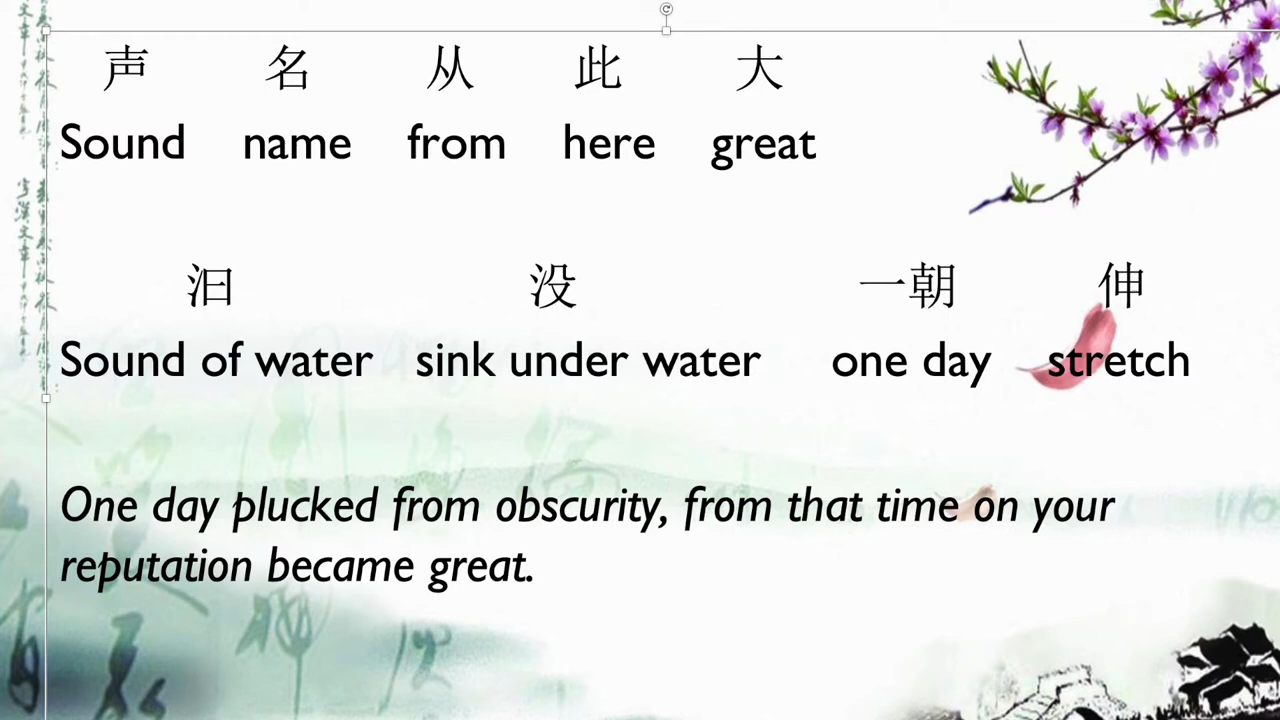 声 名 从 此 大
Sound name from here great
汩 没 一朝 伸
Sound of water sink under water one day stretch
One day plucked from obscurity, from that time on your
reputation became great.